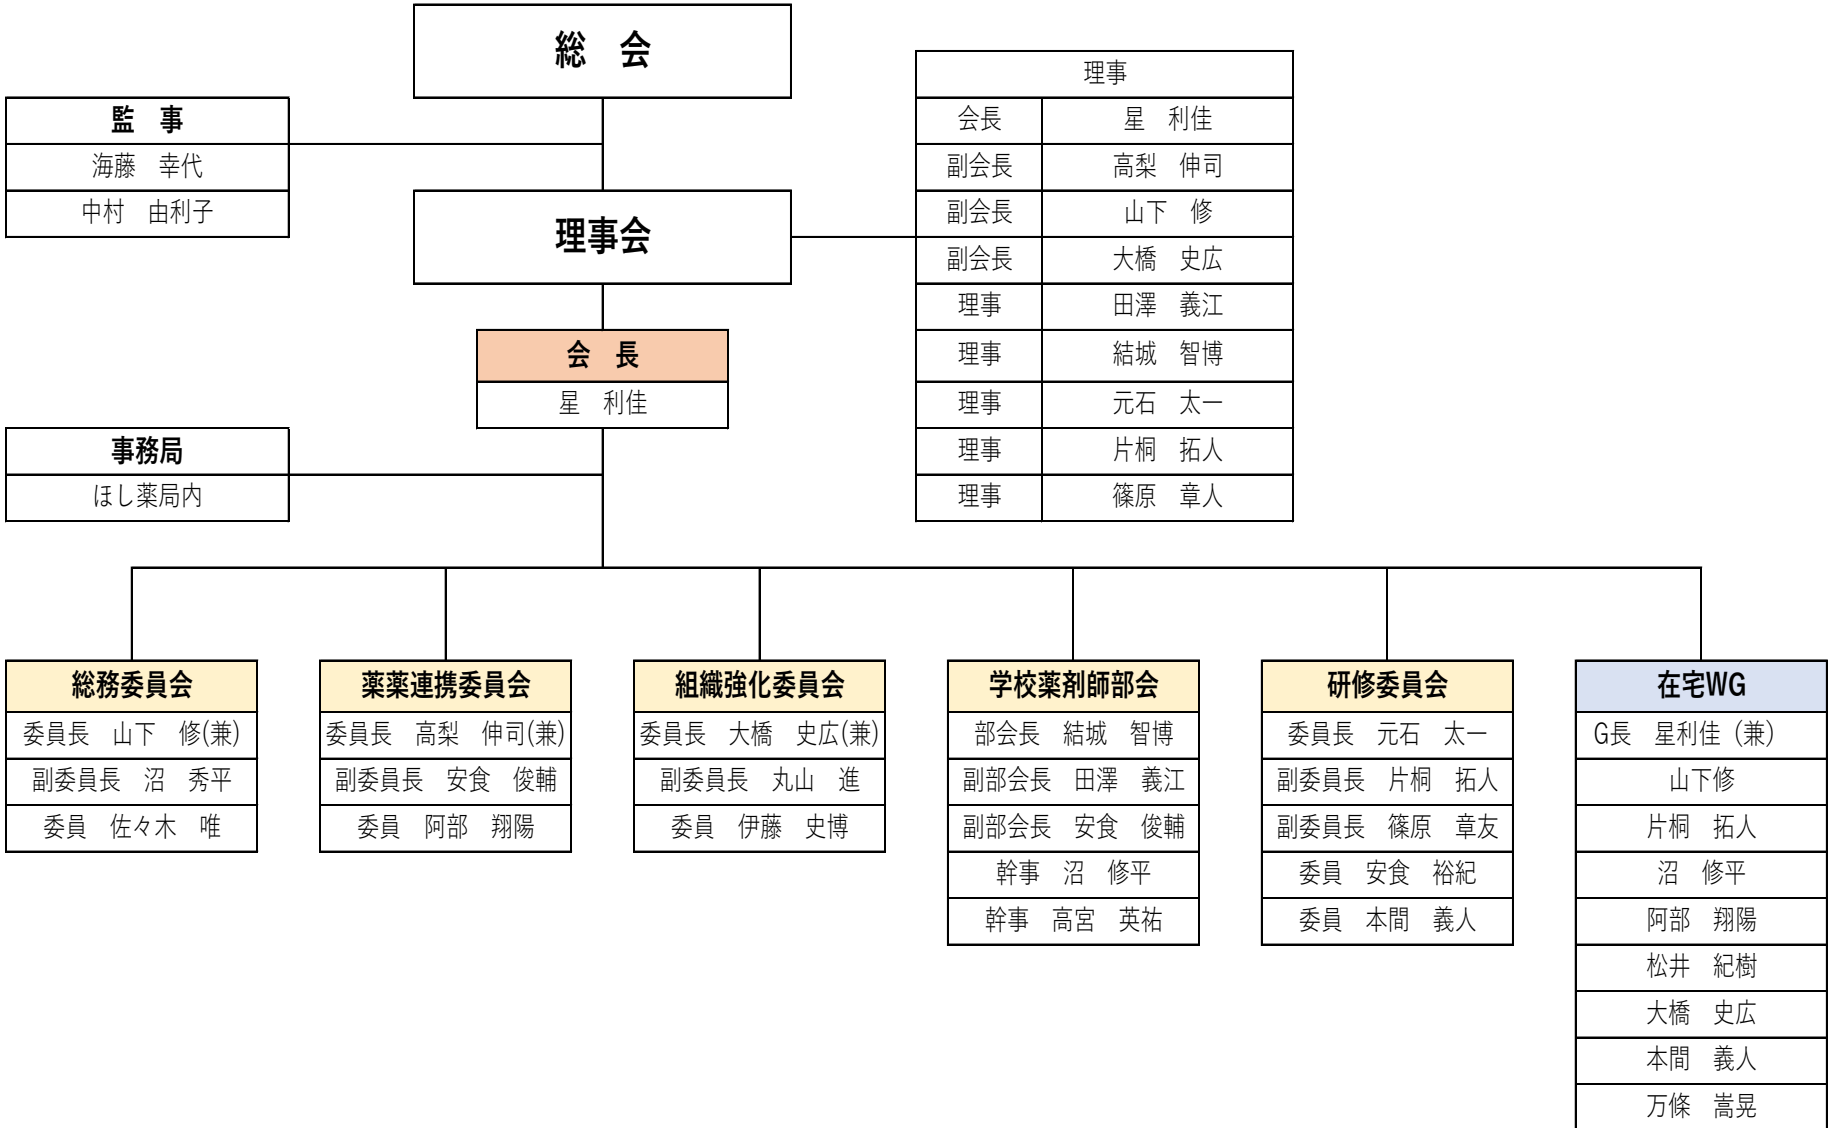 総　会
監　事
海藤　幸代
中村　由利子
理事会
理事
会長　星　利佳
副会長　高梨　伸司
副会長　山下　修
副会長　大橋　史広
理事　田澤　義江
理事　結城　智博
理事　元石　太一
理事　片桐　拓人
理事　篠原　章人
会　長
星　利佳
事務局
ほし薬局内
総務委員会
委員長　山下　修(兼)
副委員長　沼　秀平
委員　佐々木　唯
薬薬連携委員会
委員長　高梨　伸司(兼)
副委員長　安食　俊輔
委員　阿部　翔陽
組織強化委員会
委員長　大橋　史広(兼)
副委員長　丸山　進
委員　伊藤　史博
学校薬剤師部会
部会長　結城　智博
副部会長　田澤　義江
副部会長　安食　俊輔
幹事　沼　修平
幹事　高宮　英祐
研修委員会
委員長　元石　太一
副委員長　片桐　拓人
副委員長　篠原　章友
委員　安食　裕紀
委員　本間　義人
在宅WG
G長　星利佳（兼）
山下修
片桐　拓人
沼　修平
阿部　翔陽
松井　紀樹
大橋　史広
本間　義人
万條　嵩晃